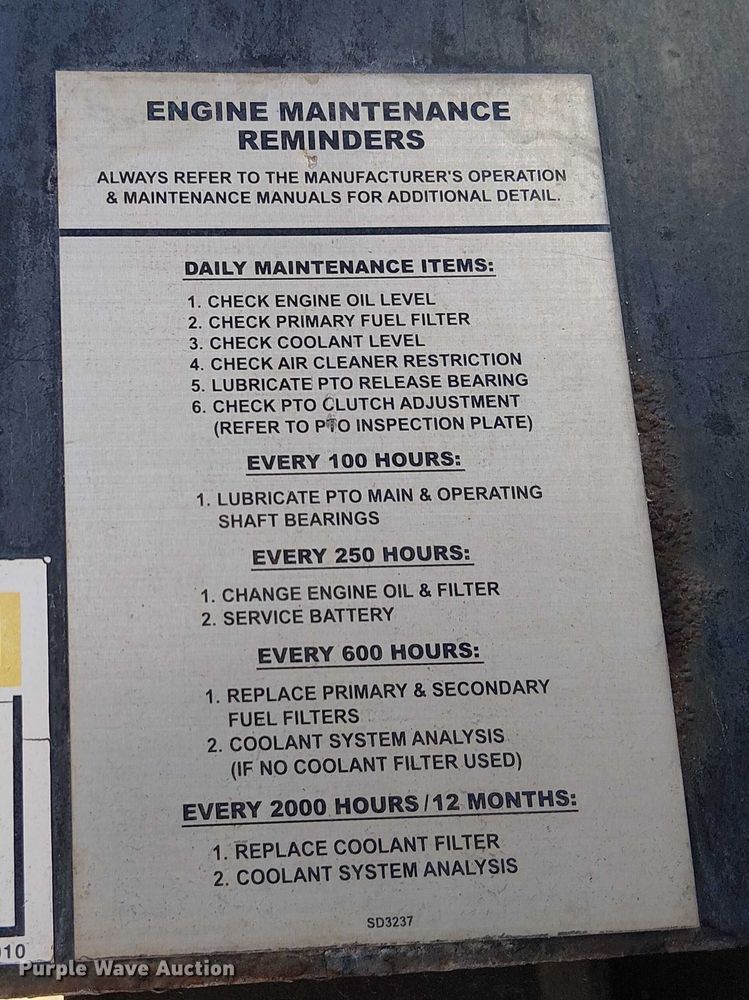 ENGINE MAINTENANCE
REMINDERS
ALWAYS REFER TO THE MANUFACTURER'S OPERATION
& MAINTENANCE MANUALS FOR ADDITIONAL DETAIL.
DAILY MAINTENANCE ITEMS:
1. CHECK ENGINE OIL LEVEL
2. CHECK PRIMARY FUEL FILTER
3. CHECK COOLANT LEVEL
4. CHECK AIR CLEANER RESTRICTION
5. LUBRICATE PTO RELEASE BEARING
6. CHECK PTO CLUTCH ADJUSTMENT
(REFER TO PTO INSPECTION PLATE)
EVERY 100 HOURS:
1. LUBRICATE PTO MAIN & OPERATING
SHAFT BEARINGS
EVERY 250 HOURS:
1. CHANGE ENGINE OIL & FILTER
2. SERVICE BATTERY
EVERY 600 HOURS:
1. REPLACE PRIMARY & SECONDARY
FUEL FILTERS
2. COOLANT SYSTEM ANALYSIS
(IF NO COOLANT FILTER USED)
EVERY 2000 HOURS/12 MONTHS:
1. REPLACE COOLANT FILTER
2. COOLANT SYSTEM ANALYSIS
SD3237
Purple Wave Auction